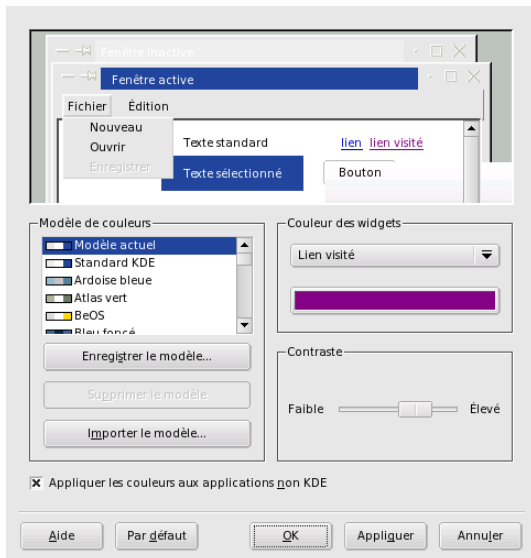 Fenêtre inactive
Fenêtre active
Fichier Édition
Nouveau
Ouvrir
Enregistrer
Texte standard lien lien visité
Texte sélectionné Bouton
Modèle de couleurs
Modèle actuel
Standard KDE
Ardoise bleue
Atlas vert
BeOS
Bleu foncé
Enregistrer le modèle...
Supprimer le modèle
Importer le modèle...
Couleur des widgets
Lien visité
Contraste
Faible Élevé
Appliquer les couleurs aux applications non KDE
Aide Par défaut OK Appliquer Annuler